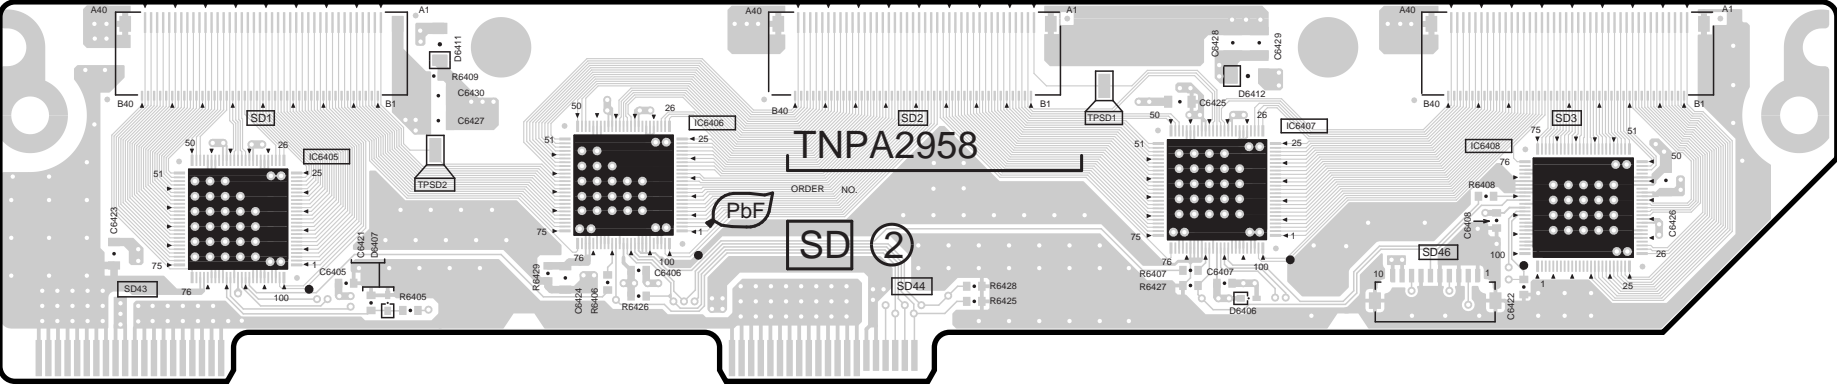 A40 A1 A40 A1 A40 A1
D6411 C6428 C6429
R6409
C6430
D6412
B40 B1 B40 B1 B40 B1
C6427 C6425
SD1 SD2 TPSD1 SD3
50 26 50 26 50 26 75 51
IC6405 IC6406 IC6407 IC6408
51 25 51 25 51 25 76 50
TNPA2958
TPSD2
ORDER NO.
R6408
PbF
C6423 C6421 D6407 C6408 C6426
75 1 75 1 75 1 100 26
SD 2
SD46
76 100 76 100 76 100 1 25
C6405 R6429 C6406 R6407 C6407 10 1
SD43 SD44 R6427
R6405 C6424 R6406 R6426 R6428
R6425
D6406 C6422